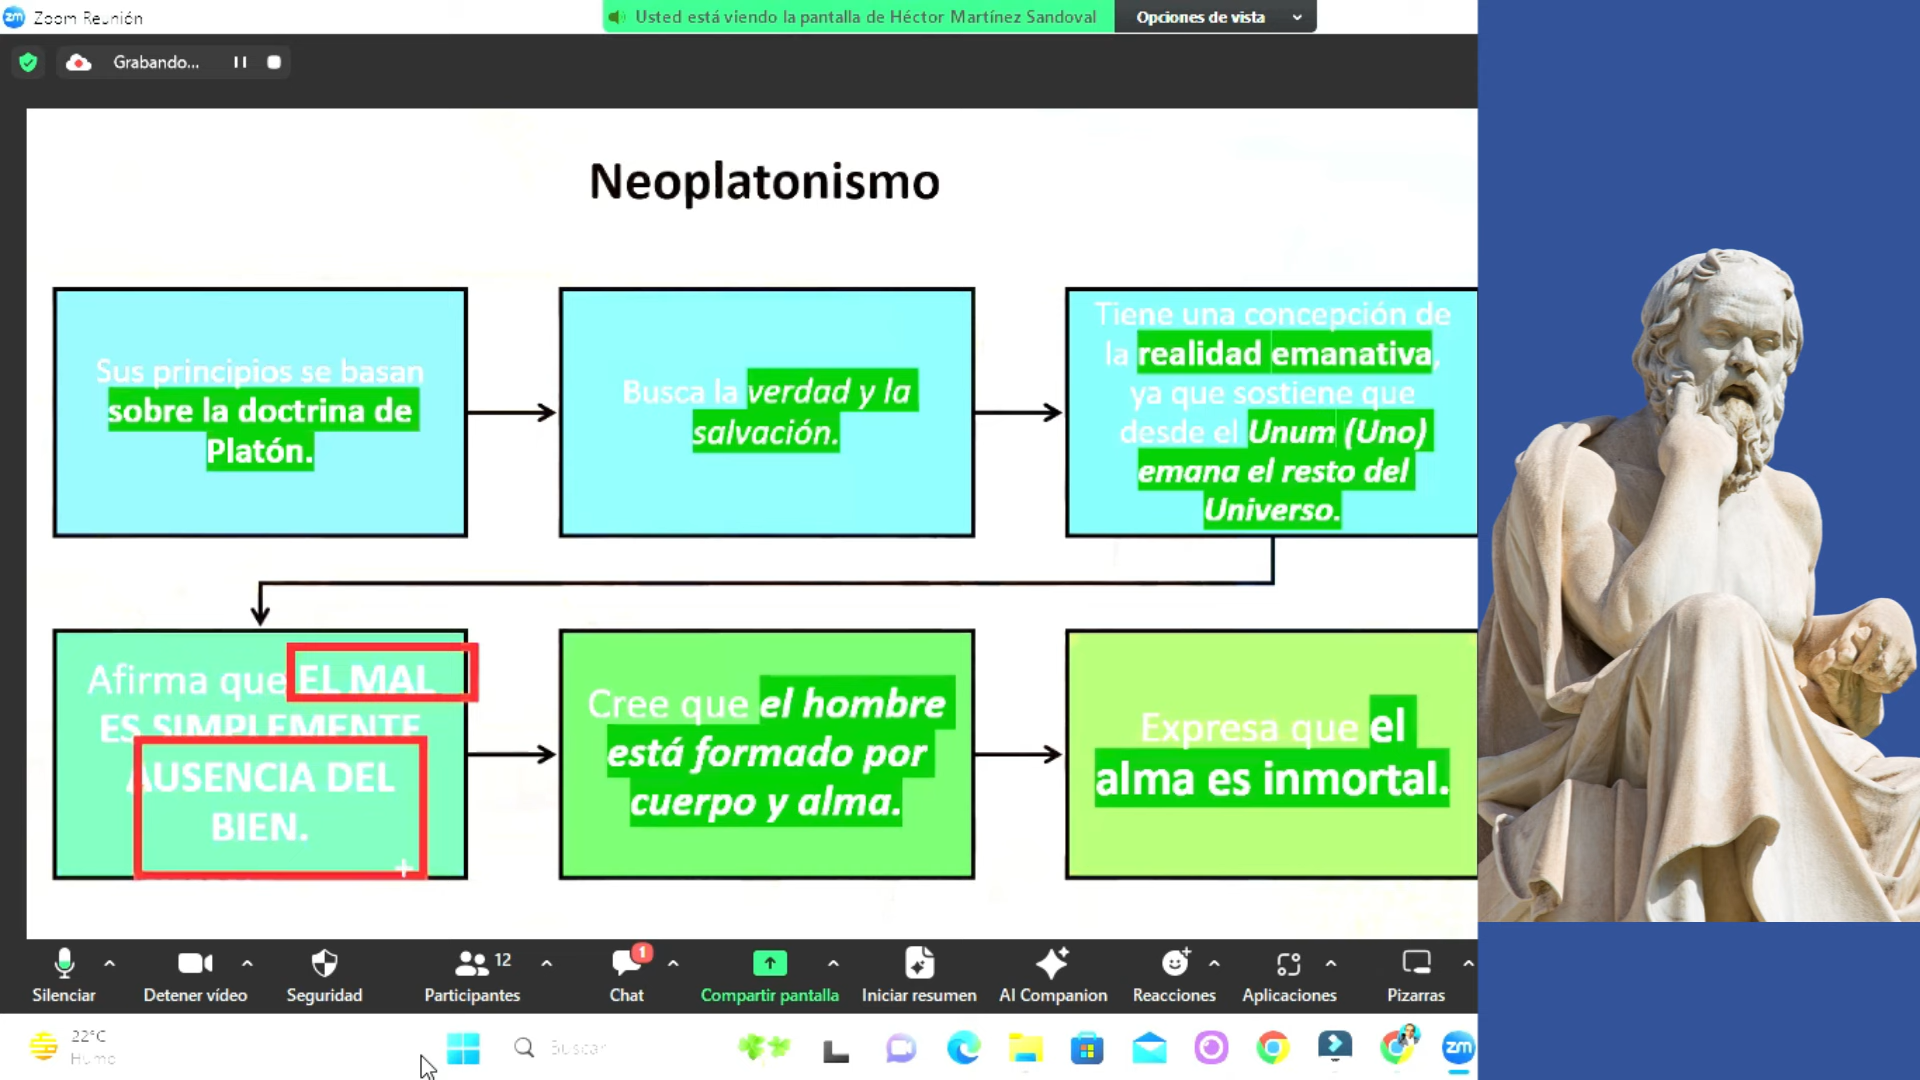 Zoom Reunión
Usted está viendo la pantalla de Héctor Martínez Sandoval
Opciones de vista
Grabando...
Neoplatonismo
Sus principios se basan
sobre la doctrina de
Platón.
Busca la verdad y la
salvación.
Tiene una concepción de
la realidad emanativa,
ya que sostiene que
desde el Unum (Uno)
emana el resto del
Universo.
Afirma que EL MAL
ES SIMPLEMENTE
AUSENCIA DEL
BIEN.
Cree que el hombre
está formado por
cuerpo y alma.
Expresa que el
alma es inmortal.
Silenciar
Detener vídeo
Seguridad
12
Participantes
1
Chat
Compartir pantalla
Iniciar resumen
AI Companion
Reacciones
Aplicaciones
Pizarras
22°C
Humo
Buscar
zm